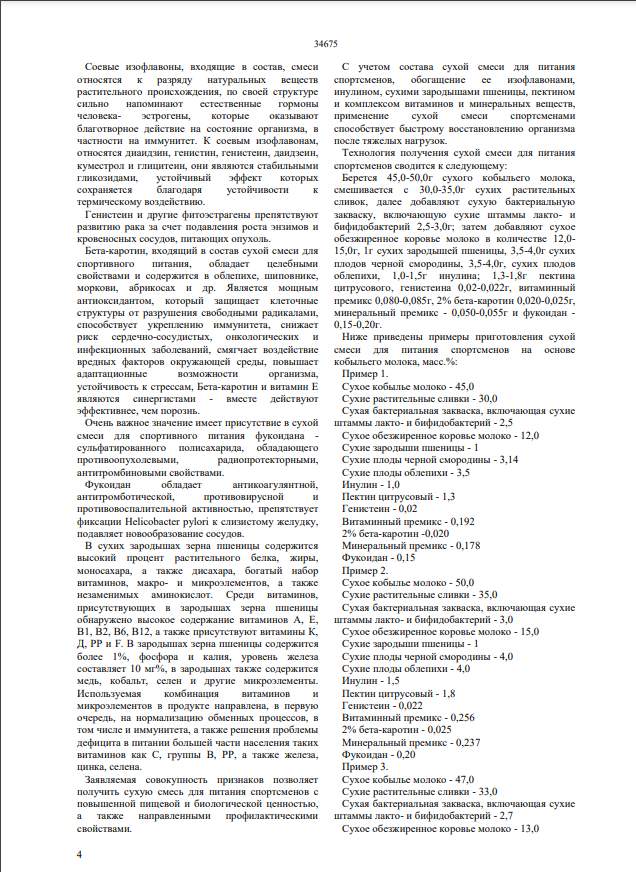 34675
Соевые изофлавоны, входящие в состав, смеси
относятся к разряду натуральных веществ
растительного происхождения, по своей структуре
сильно напоминают естественные гормоны
человека- эстрогены, которые оказывают
благотворное действие на состояние организма, в
частности на иммунитет. К соевым изофлавонам,
относятся диаидзин, генистин, генистеин, даидзеин,
куместрол и глицитеин, они являются стабильными
гликозидами, устойчивый эффект которых
сохраняется благодаря устойчивости к
термическому воздействию.
Генистеин и другие фитоэстрагены препятствуют
развитию рака за счет подавления роста энзимов и
кровеносных сосудов, питающих опухоль.
Бета-каротин, входящий в состав сухой смеси для
спортивного питания, обладает целебными
свойствами и содержится в облепихе, шиповнике,
моркови, абрикосах и др. Является мощным
антиоксидантом, который защищает клеточные
структуры от разрушения свободными радикалами,
способствует укреплению иммунитета, снижает
риск сердечно-сосудистых, онкологических и
инфекционных заболеваний, смягчает воздействие
вредных факторов окружающей среды, повышает
адаптационные возможности организма,
устойчивость к стрессам, Бета-каротин и витамин Е
являются синергистами - вместе действуют
эффективнее, чем порознь.
Очень важное значение имеет присутствие в сухой
смеси для спортивного питания фукоидана -
сульфатированного полисахарида, обладающего
противоопухолевыми, радиопротекторными,
антитромбиновыми свойствами.
Фукоидан обладает антикоагулянтной,
антитромботической, противовирусной и
противовоспалительной активностью, препятствует
фиксации Helicobacter pylori к слизистому желудку,
подавляет новообразование сосудов.
В сухих зародышах зерна пшеницы содержится
высокий процент растительного белка, жиры,
моносахара, а также дисахара, богатый набор
витаминов, макро- и микроэлементов, а также
незаменимых аминокислот. Среди витаминов,
присутствующих в зародышах зерна пшеницы
обнаружено высокое содержание витаминов А, Е,
В1, В2, В6, В12, а также присутствуют витамины К,
Д, РР и F. В зародышах зерна пшеницы содержится
более 1%, фосфора и калия, уровень железа
составляет 10 мг%, в зародышах также содержится
медь, кобальт, селен и другие микроэлементы.
Используемая комбинация витаминов и
микроэлементов в продукте направлена, в первую
очередь, на нормализацию обменных процессов, в
том числе и иммунитета, а также решения проблемы
дефицита в питании большей части населения таких
витаминов как С, группы В, РР, а также железа,
цинка, селена.
Заявляемая совокупность признаков позволяет
получить сухую смесь для питания спортсменов с
повышенной пищевой и биологической ценностью,
а также направленными профилактическими
свойствами.
С учетом состава сухой смеси для питания
спортсменов, обогащение ее изофлавонами,
инулином, сухими зародышами пшеницы, пектином
и комплексом витаминов и минеральных веществ,
применение сухой смеси спортсменами
способствует быстрому восстановлению организма
после тяжелых нагрузок.
Технология получения сухой смеси для питания
спортсменов сводится к следующему:
Берется 45,0-50,0г сухого кобыльего молока,
смешивается с 30,0-35,0г сухих растительных
сливок, далее добавляют сухую бактериальную
закваску, включающую сухие штаммы лакто- и
бифидобактерий 2,5-3,0г; затем добавляют сухое
обезжиренное коровье молоко в количестве 12,0-
15,0г, 1г сухих зародышей пшеницы, 3,5-4,0г сухих
плодов черной смородины, 3,5-4,0г, сухих плодов
облепихи, 1,0-1,5г инулина; 1,3-1,8г пектина
цитрусового, генистеина 0,02-0,022г, витаминный
премикс 0,080-0,085г, 2% бета-каротин 0,020-0,025г,
минеральный премикс - 0,050-0,055г и фукоидан -
0,15-0,20г.
Ниже приведены примеры приготовления сухой
смеси для питания спортсменов на основе
кобыльего молока, масс.%:
Пример 1.
Сухое кобылье молоко - 45,0
Сухие растительные сливки - 30,0
Сухая бактериальная закваска, включающая сухие
штаммы лакто- и бифидобактерий - 2,5
Сухое обезжиренное коровье молоко - 12,0
Сухие зародыши пшеницы - 1
Сухие плоды черной смородины - 3,14
Сухие плоды облепихи - 3,5
Инулин - 1,0
Пектин цитрусовый - 1,3
Генистеин - 0,02
Витаминный премикс - 0,192
2% бета-каротин -0,020
Минеральный премикс - 0,178
Фукоидан - 0,15
Пример 2.
Сухое кобылье молоко - 50,0
Сухие растительные сливки - 35,0
Сухая бактериальная закваска, включающая сухие
штаммы лакто- и бифидобактерий - 3,0
Сухое обезжиренное коровье молоко - 15,0
Сухие зародыши пшеницы - 1
Сухие плоды черной смородины - 4,0
Сухие плоды облепихи - 4,0
Инулин - 1,5
Пектин цитрусовый - 1,8
Генистеин - 0,022
Витаминный премикс - 0,256
2% бета-каротин - 0,025
Минеральный премикс - 0,237
Фукоидан - 0,20
Пример 3.
Сухое кобылье молоко - 47,0
Сухие растительные сливки - 33,0
Сухая бактериальная закваска, включающая сухие
штаммы лакто- и бифидобактерий - 2,7
Сухое обезжиренное коровье молоко - 13,0
4